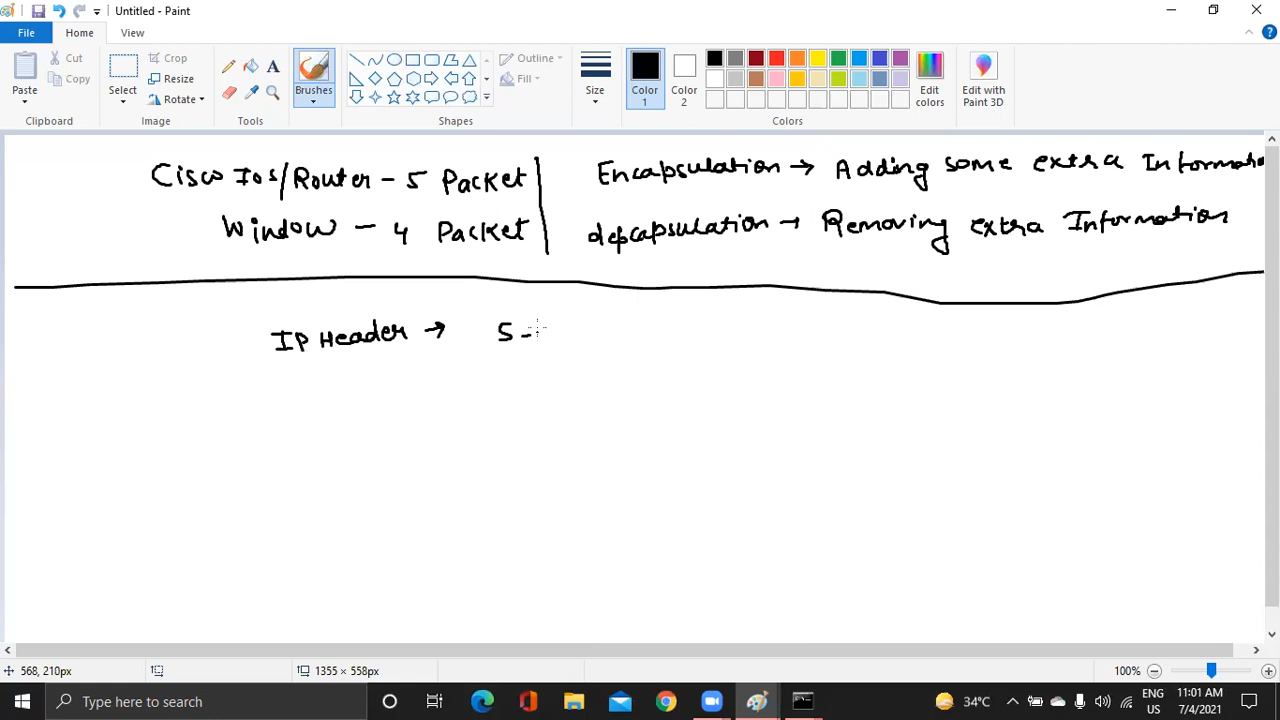 Untitled - Paint
File Home View
Paste Cut Copy Clipboard
Select Crop Resize Rotate Image
Tools
Brushes
Shapes Outline Fill
Size
Color 1
Color 2
Colors
Edit colors
Edit with Paint 3D
Cisco Ios/Router - 5 Packet
Window - 4 Packet
Encapsulation → Adding some extra Informatio
depcapsulation → Removing extra Information
IP Header → 5 -
568, 210px
1355 × 558px
100%
Type here to search
34°C
ENG US
11:01 AM
7/4/2021